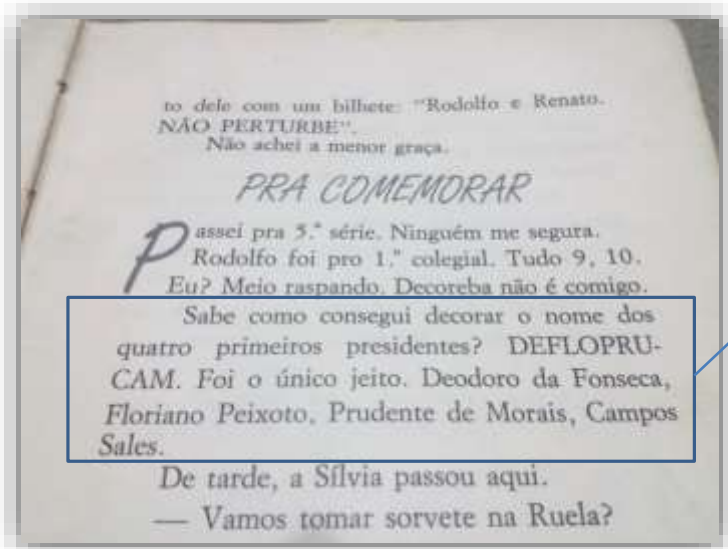 to dele com um bilhete: "Rodolfo e Renato.
NÃO PERTURBE".
Não achei a menor graça.
PRA COMEMORAR
Passei pra 5.ª série. Ninguém me segura.
Rodolfo foi pro 1.º colegial. Tudo 9, 10.
Eu? Meio raspando. Decoreba não é comigo.
Sabe como consegui decorar o nome dos
quatro primeiros presidentes? DEFLOPRU-
CAM. Foi o único jeito. Deodoro da Fonseca,
Floriano Peixoto, Prudente de Morais, Campos
Sales.
De tarde, a Sílvia passou aqui.
— Vamos tomar sorvete na Ruela?